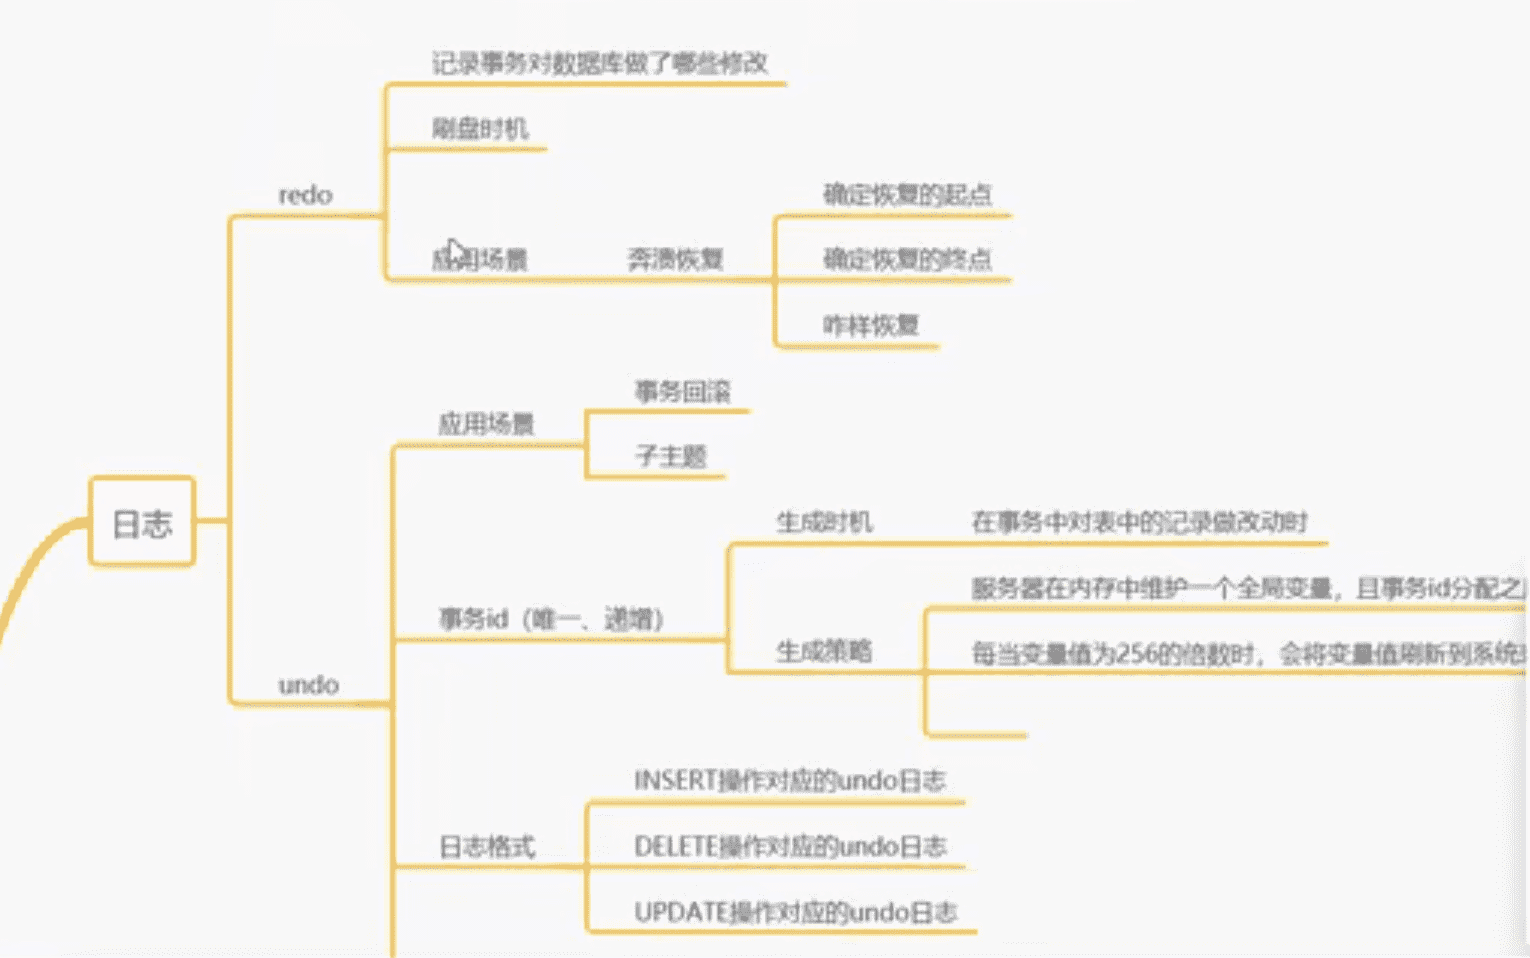 记录事务对数据库做了哪些修改
刷盘时机
redo
确定恢复的起点
应用场景
奔溃恢复
确定恢复的终点
咋样恢复
事务回滚
应用场景
子主题
日志
生成时机
在事务中对表中的记录做改动时
服务器在内存中维护一个全局变量，且事务id分配之
事务id（唯一、递增）
生成策略
每当变量值为256的倍数时，会将变量值刷新到系统
undo
INSERT操作对应的undo日志
日志格式
DELETE操作对应的undo日志
UPDATE操作对应的undo日志